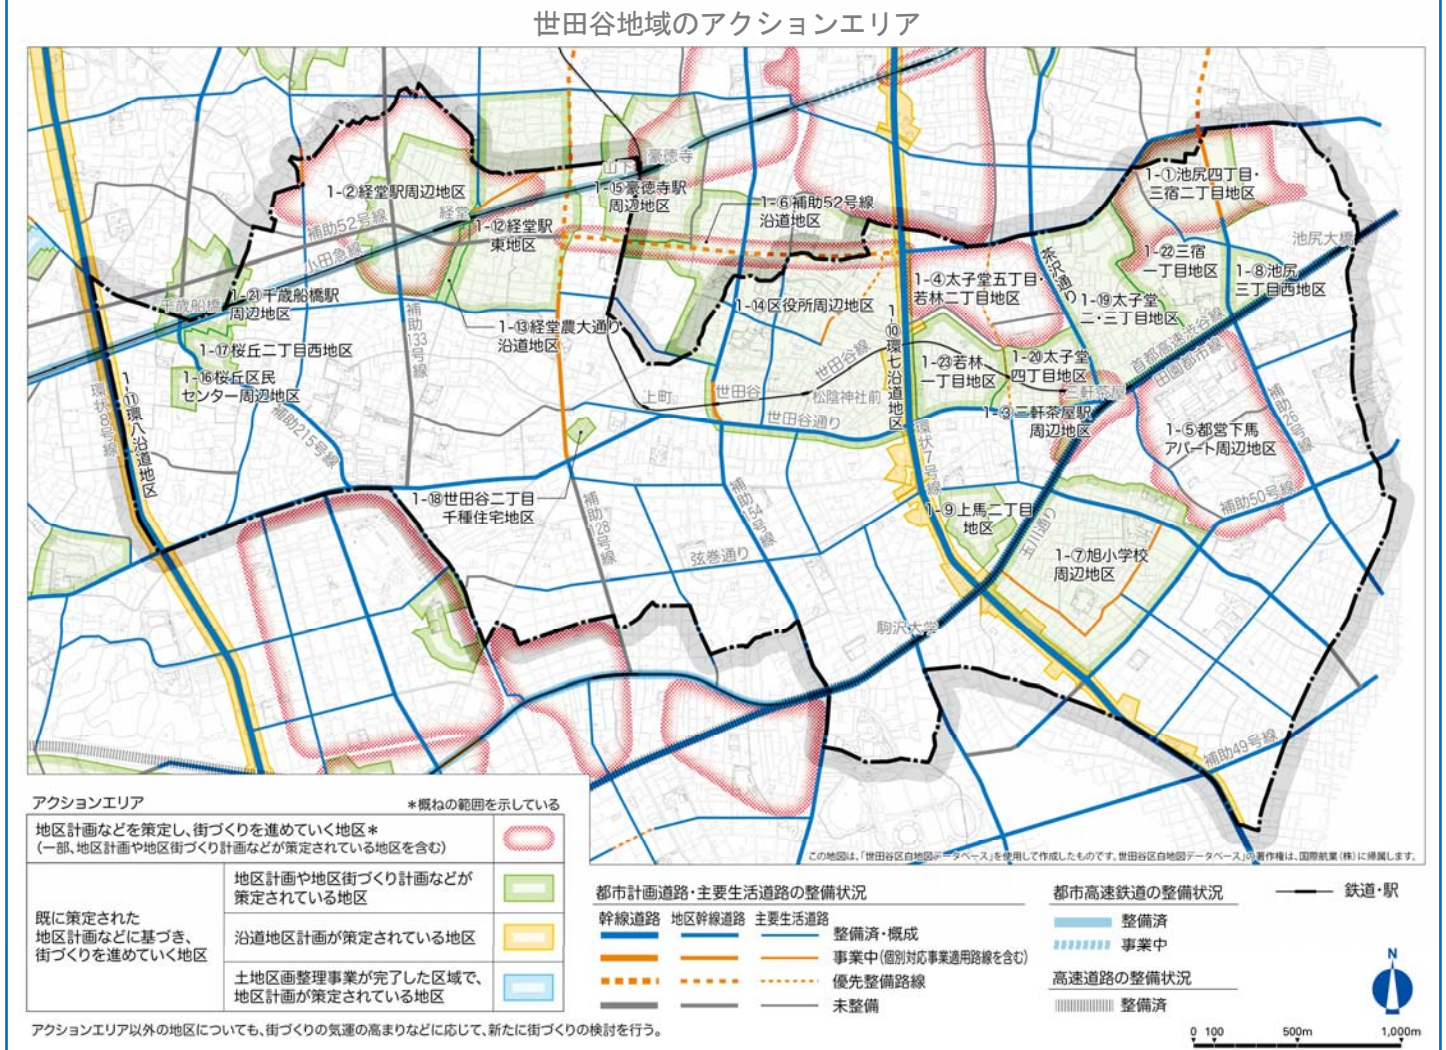 世田谷地域のアクションエリア
1-②経堂駅周辺地区
補助52号線
小田急線
経堂
1-⑫経堂駅
東地区
山下
豪徳寺
1-⑮豪徳寺駅
周辺地区
1-⑥補助52号線
沿道地区
1-①池尻四丁目・
三宿二丁目地区
池尻大橋
1-㉒三宿
一丁目地区
1-⑧池尻
三丁目西地区
茶沢通り
1-④太子堂五丁目・
若林二丁目地区
1-⑲太子堂
二・三丁目地区
千歳船橋
1-㉑千歳船橋駅
周辺地区
1-⑬経堂農大通り
沿道地区
1-⑭区役所周辺地区
1-⑩環七沿道地区
首都高速渋谷線
田園都市線
補助133号線
1-⑰桜丘二丁目西地区
1-⑯桜丘区民
センター周辺地区
1-⑪環八沿道地区
環状8号線
補助215号線
世田谷線
上町
世田谷
松陰神社前
世田谷通り
1-㉓若林
一丁目地区
1-⑳太子堂
四丁目地区
三軒茶屋
1-③三軒茶屋駅
周辺地区
1-⑤都営下馬
アパート周辺地区
補助26号線
環状7号線
補助50号線
1-⑱世田谷二丁目
千種住宅地区
補助128号線
補助154号線
弦巻通り
1-⑨上馬二丁目
地区
玉川通り
1-⑦旭小学校
周辺地区
駒沢大学
補助49号線
この地図は、「世田谷区白地図データベース」を使用して作成したものです。世田谷区白地図データベース」の著作権は、国際航業(株)に帰属します。
アクションエリア
*概ねの範囲を示している
地区計画などを策定し、街づくりを進めていく地区*
(一部、地区計画や地区街づくり計画などが策定されている地区を含む)
既に策定された
地区計画などに基づき、
街づくりを進めていく地区
地区計画や地区街づくり計画などが
策定されている地区
沿道地区計画が策定されている地区
土地区画整理事業が完了した区域で、
地区計画が策定されている地区
アクションエリア以外の地区についても、街づくりの気運の高まりなどに応じて、新たに街づくりの検討を行う。
都市計画道路・主要生活道路の整備状況
幹線道路 地区幹線道路 主要生活道路
整備済・概成
事業中(個別対応事業適用路線を含む)
優先整備路線
未整備
都市高速鉄道の整備状況
整備済
事業中
高速道路の整備状況
整備済
鉄道・駅
N
0 100 500m 1,000m